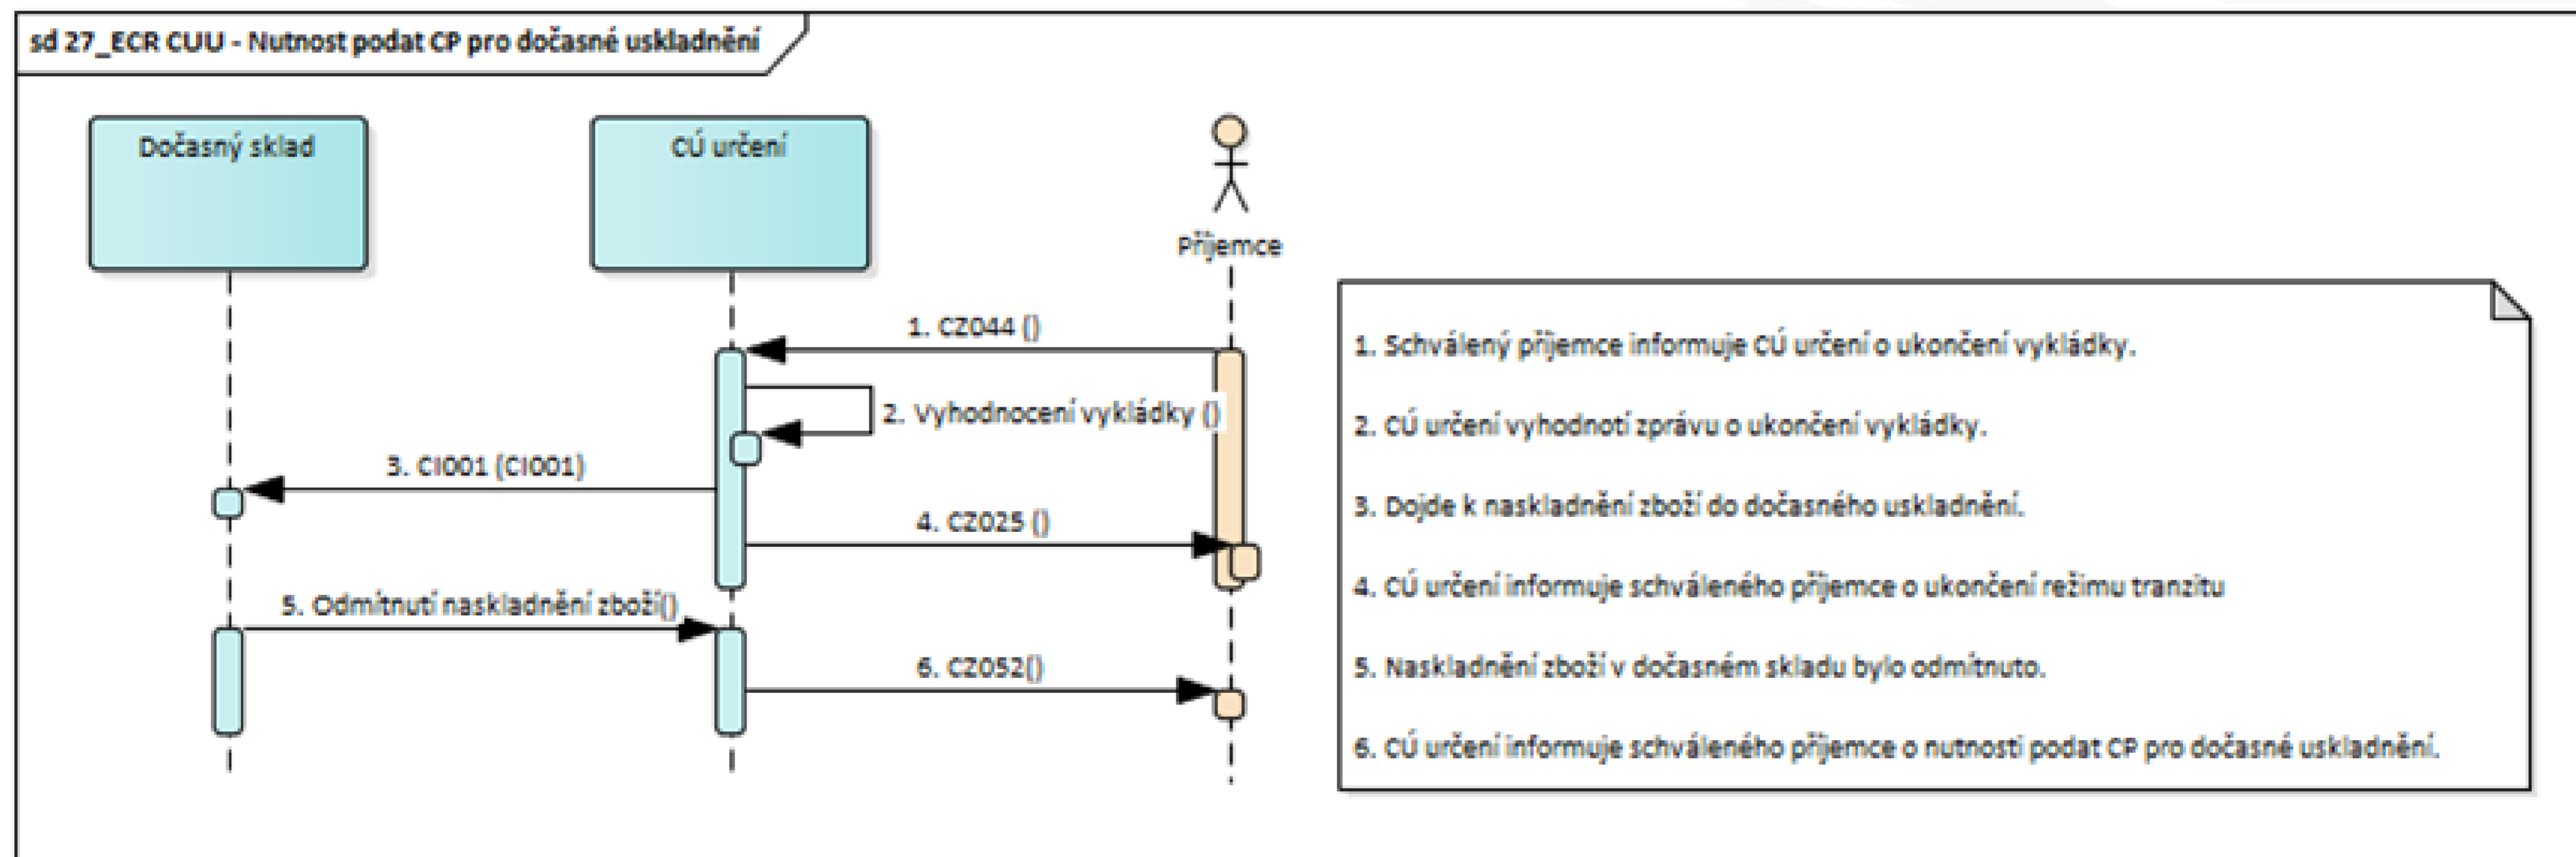 sd 27_ECR CUU - Nutnost podat CP pro dočasné uskladnění
Dočasný sklad
CÚ určení
Příjemce
1. CZ044 ()
2. Vyhodnocení vykládky ()
3. CI001 (CI001)
4. CZ025 ()
5. Odmítnutí naskladnění zboží()
6. CZ052()
1. Schválený příjemce informuje CÚ určení o ukončení vykládky.
2. CÚ určení vyhodnotí zprávu o ukončení vykládky.
3. Dojde k naskladnění zboží do dočasného uskladnění.
4. CÚ určení informuje schváleného příjemce o ukončení režimu tranzitu
5. Naskladnění zboží v dočasném skladu bylo odmítnuto.
6. CÚ určení informuje schváleného příjemce o nutnosti podat CP pro dočasné uskladnění.